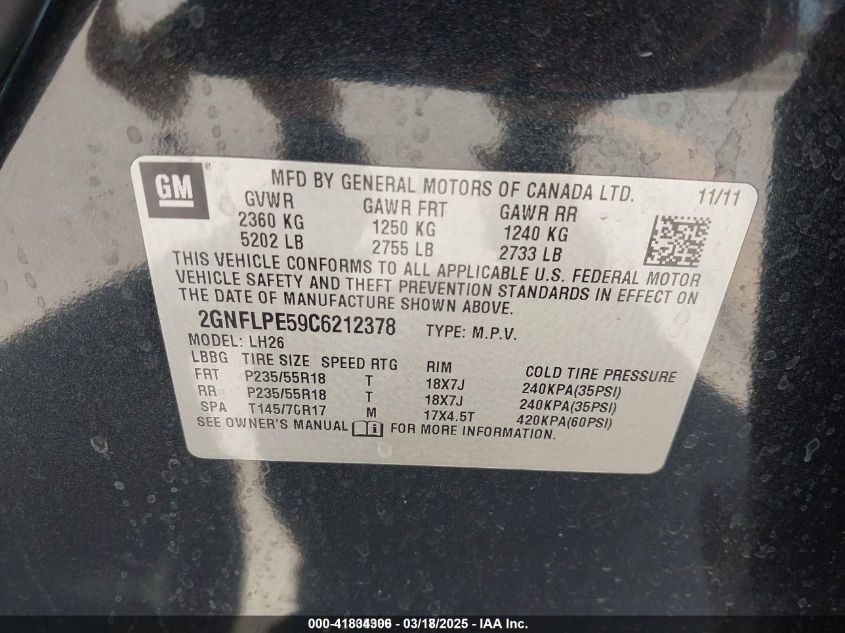 GM ®
MFD BY GENERAL MOTORS OF CANADA LTD. 11/11
GVWR GAWR FRT GAWR RR
2360 KG 1250 KG 1240 KG
5202 LB 2755 LB 2733 LB
THIS VEHICLE CONFORMS TO ALL APPLICABLE U.S. FEDERAL MOTOR
VEHICLE SAFETY AND THEFT PREVENTION STANDARDS IN EFFECT ON
THE DATE OF MANUFACTURE SHOWN ABOVE.
2GNFLPE59C6212378 TYPE: M.P.V.
MODEL: LH26
LBBG TIRE SIZE SPEED RTG RIM COLD TIRE PRESSURE
FRT P235/55R18 T 18X7J 240KPA(35PSI)
RR P235/55R18 T 18X7J 240KPA(35PSI)
SPA T145/7CR17 M 17X4.5T 420KPA(60PSI)
SEE OWNER'S MANUAL i FOR MORE INFORMATION.
03/18/2025 - IAA Inc.